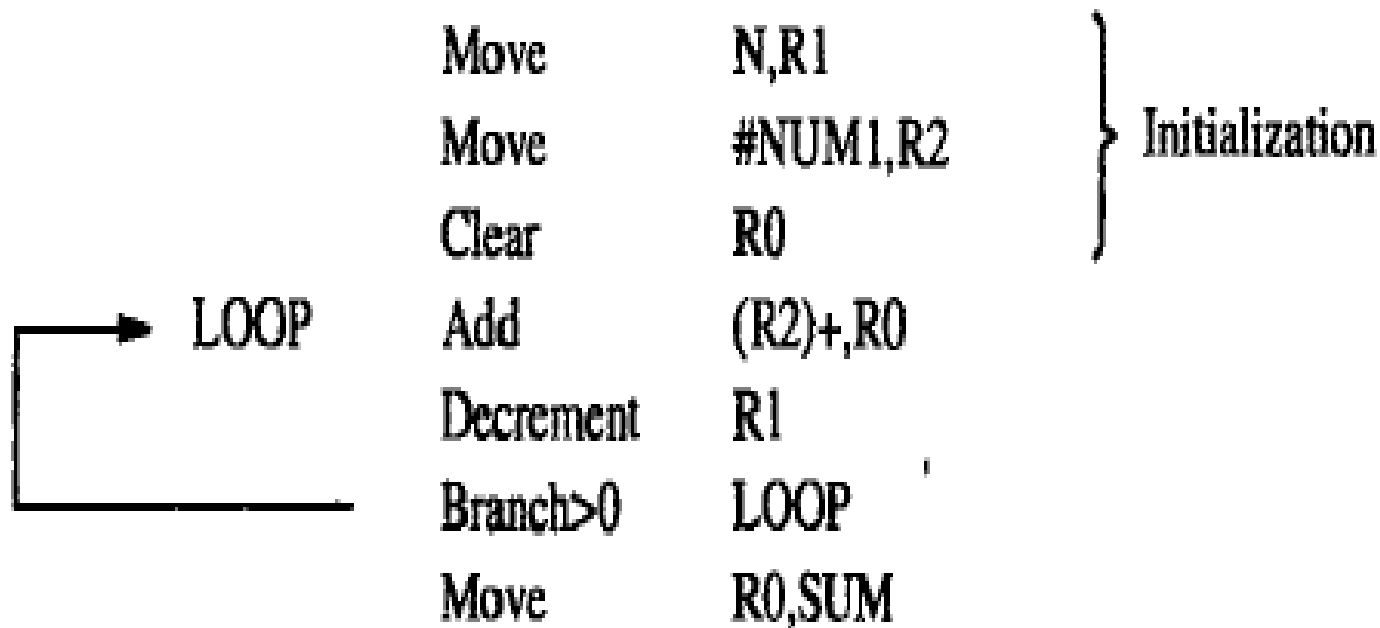 Move N,R1
Move #NUM1,R2
Clear R0
Initialization
LOOP Add (R2)+,R0
Decrement R1
Branch>0 LOOP
Move R0,SUM